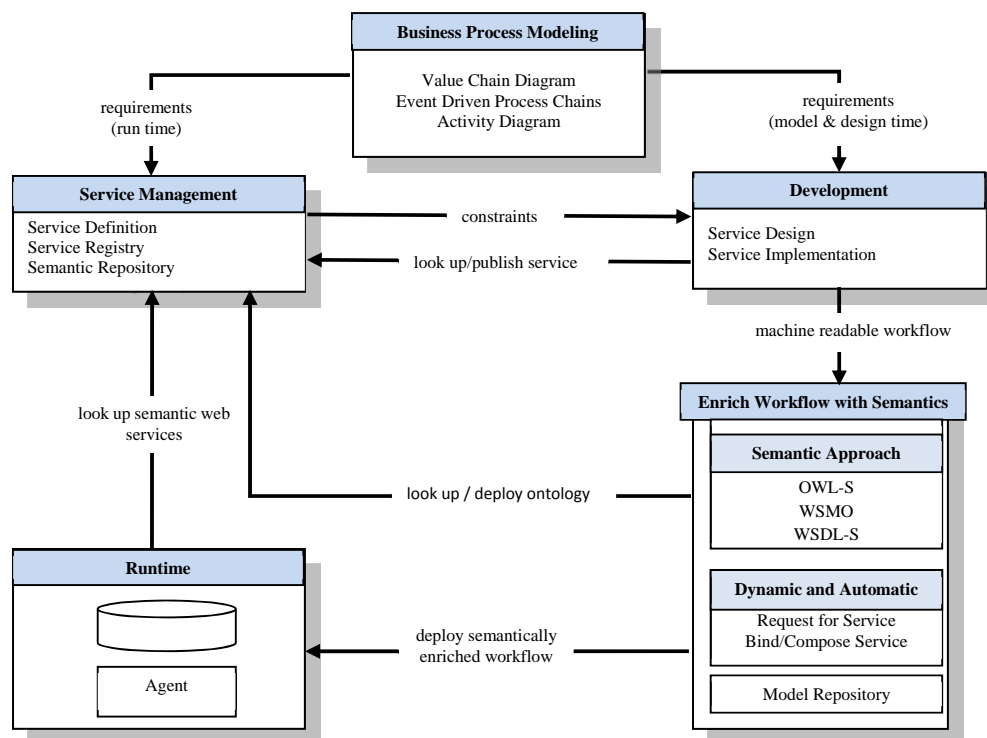 Business Process Modeling
Value Chain Diagram
Event Driven Process Chains
Activity Diagram
requirements
(run time)
requirements
(model & design time)
Service Management
Service Definition
Service Registry
Semantic Repository
constraints
look up/publish service
Development
Service Design
Service Implementation
machine readable workflow
Enrich Workflow with Semantics
Semantic Approach
OWL-S
WSMO
WSDL-S
Dynamic and Automatic
Request for Service
Bind/Compose Service
Model Repository
look up semantic web
services
look up / deploy ontology
deploy semantically
enriched workflow
Runtime
Agent